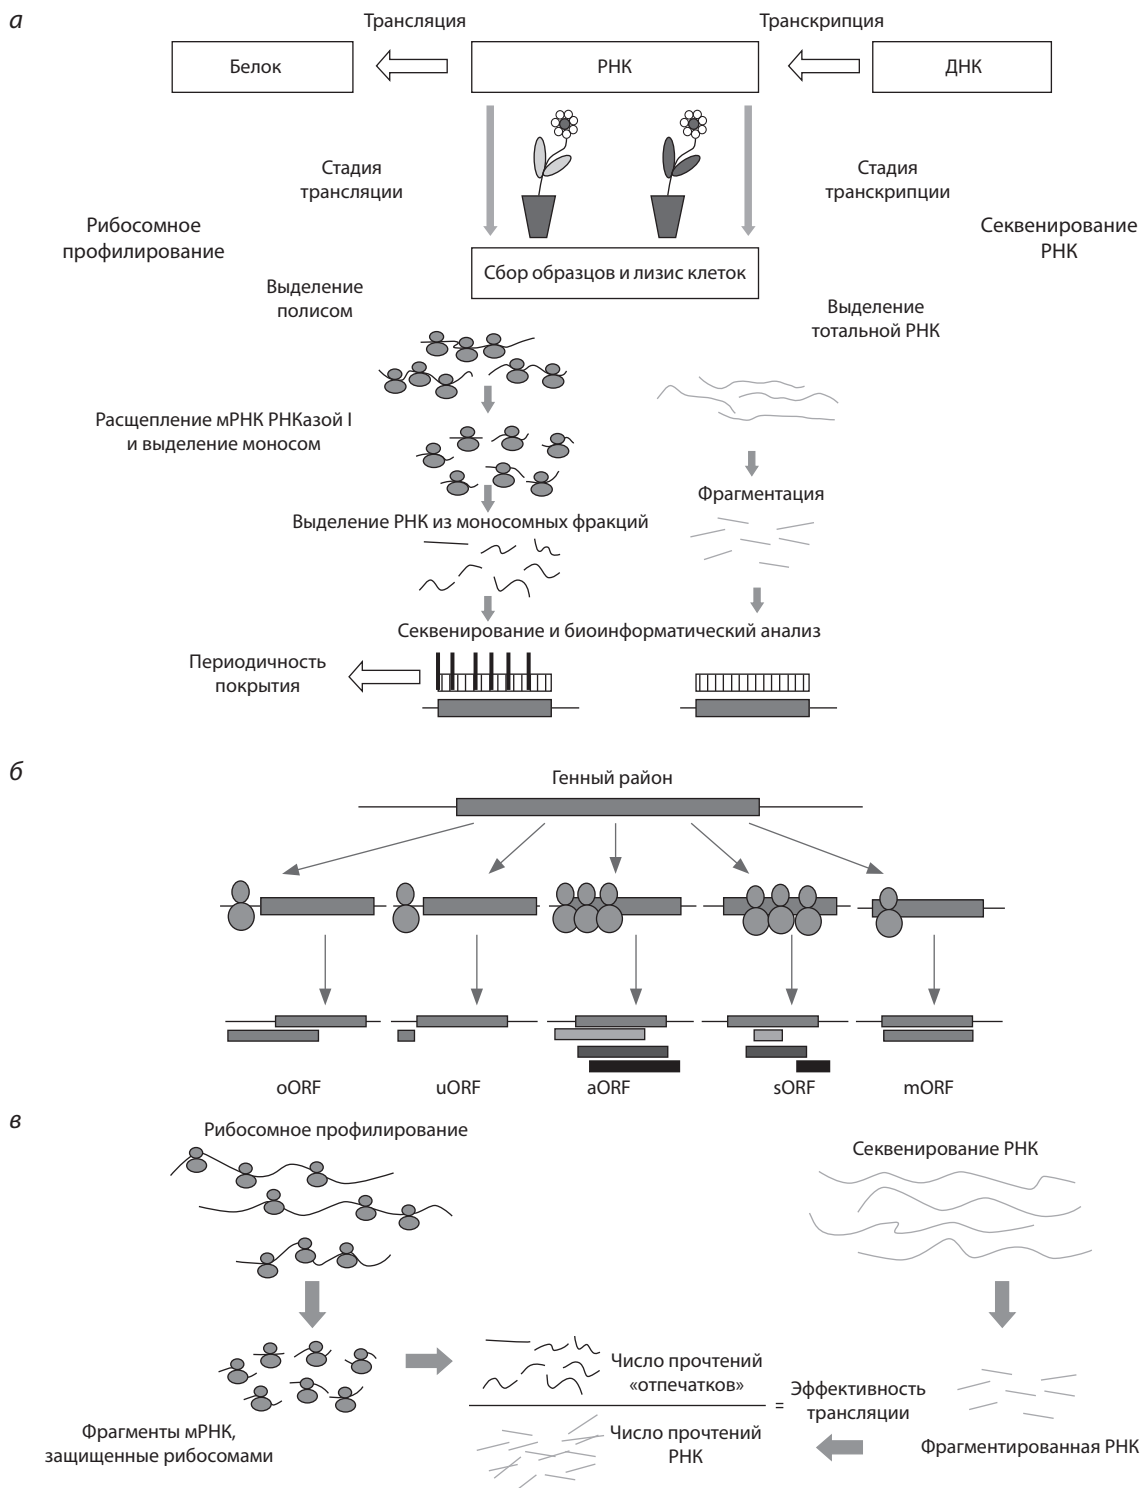 а
Трансляция
Транскрипция
Белок
РНК
ДНК
Стадия
трансляции
Стадия
транскрипции
Рибосомное
профилирование
Секвенирование
РНК
Сбор образцов и лизис клеток
Выделение
полисом
Выделение
тотальной РНК
Расщепление мРНК РНКазой I
и выделение моносом
Фрагментация
Выделение РНК из моносомных фракций
Секвенирование и биоинформатический анализ
Периодичность
покрытия
б
Генный район
oORF
uORF
aORF
sORF
mORF
в
Рибосомное профилирование
Секвенирование РНК
Число прочтений
«отпечатков»
=
Эффективность
трансляции
Число прочтений
РНК
Фрагменты мРНК,
защищенные рибосомами
Фрагментированная РНК